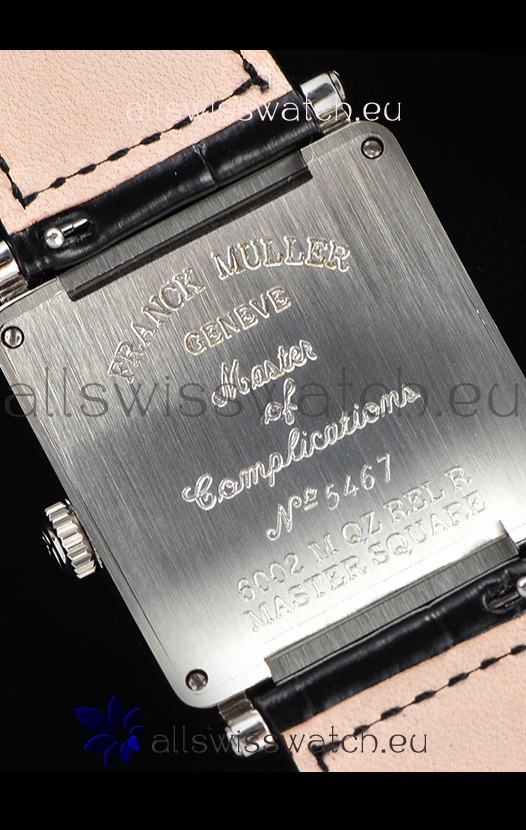 allswisswatch.eu
FRANCK MULLER
GENEVE
allswisswatch.eu
Master
of
Complications
Nº 5467
6002 M QZ REL R
MASTER SQUARE
allswisswatch.eu